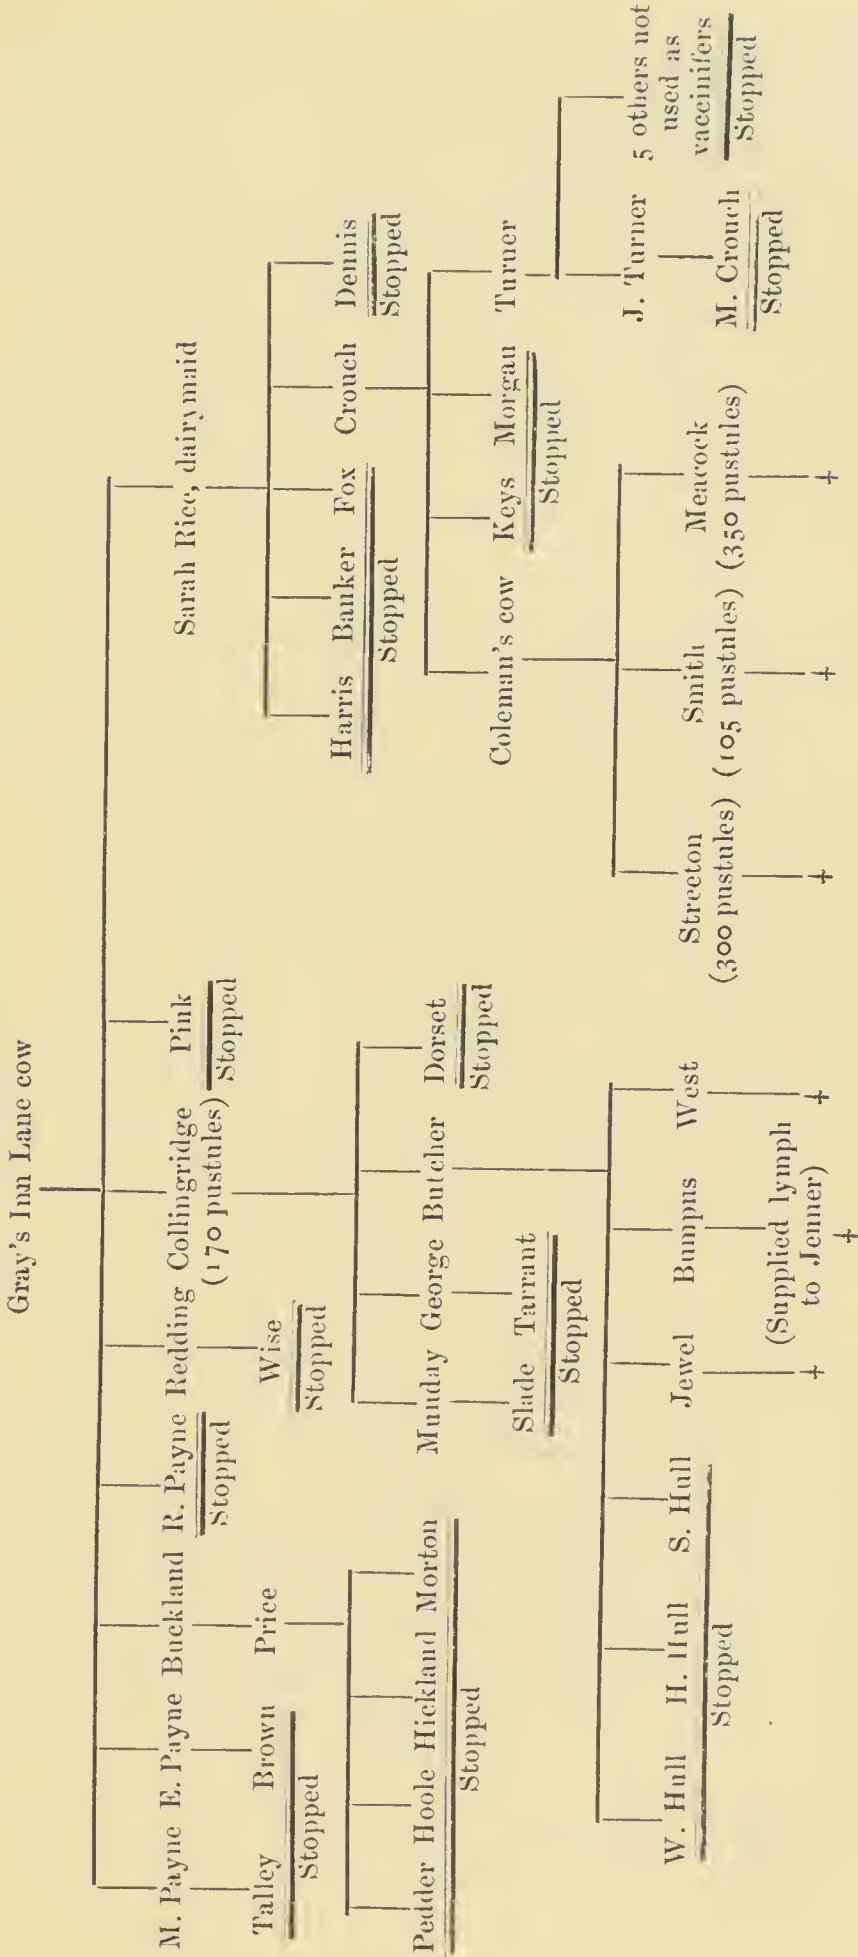 Gray's Inn Lane cow
M. Payne E. Payne Buckland R. Payne Redding Collingridge Pink Sarah Rice, dairymaid
Stopped (170 pustules) Stopped
Talley Brown Price Wise
Stopped Stopped
Harris Banker Fox Crouch Dennis
Stopped Stopped
Pedder Hoole Hickland Morton Munday George Butcher Dorset
Stopped Stopped
Slade Tarrant Coleman's cow Keys Morgan Turner
Stopped Stopped
J. Turner 5 others not
used as
vaccinifers
Stopped
W. Hull H. Hull S. Hull Jewel Bumpus West Streeton Smith Meacock M. Crouch
Stopped (300 pustules) (105 pustules) (350 pustules) Stopped
(Supplied lymph
to Jenner)